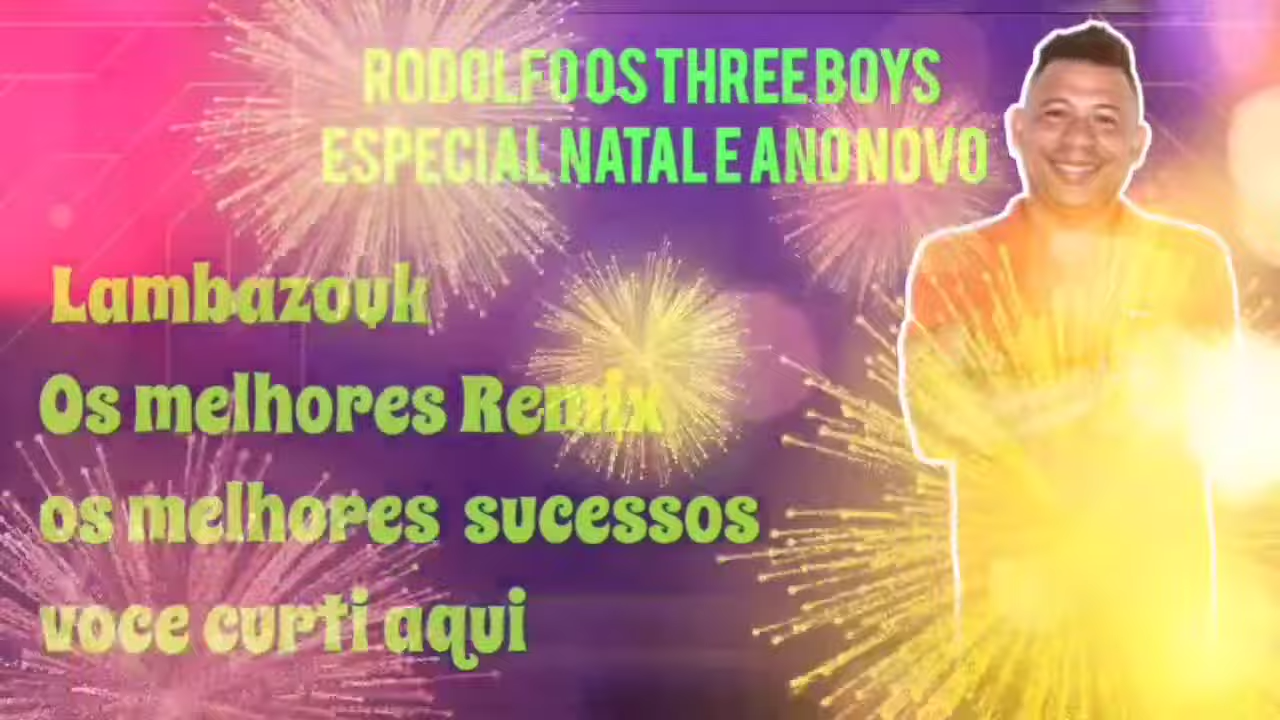 RODOLFO OS THREE BOYS
ESPECIAL NATAL E ANO NOVO
Lambazouk
Os melhores Remix
os melhores sucessos
voce curti aqui